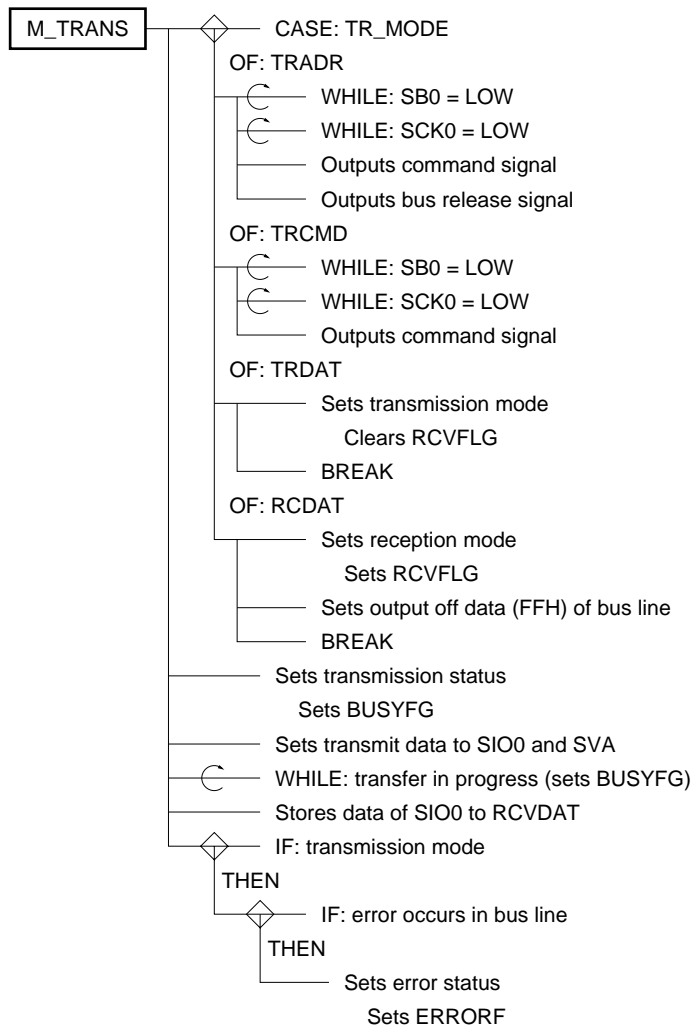 M_TRANS
CASE: TR_MODE
OF: TRADR
WHILE: SB0 = LOW
WHILE: SCK0 = LOW
Outputs command signal
Outputs bus release signal
OF: TRCMD
WHILE: SB0 = LOW
WHILE: SCK0 = LOW
Outputs command signal
OF: TRDAT
Sets transmission mode
Clears RCVFLG
BREAK
OF: RCDAT
Sets reception mode
Sets RCVFLG
Sets output off data (FFH) of bus line
BREAK
Sets transmission status
Sets BUSYFG
Sets transmit data to SIO0 and SVA
WHILE: transfer in progress (sets BUSYFG)
Stores data of SIO0 to RCVDAT
IF: transmission mode
THEN
IF: error occurs in bus line
THEN
Sets error status
Sets ERRORF